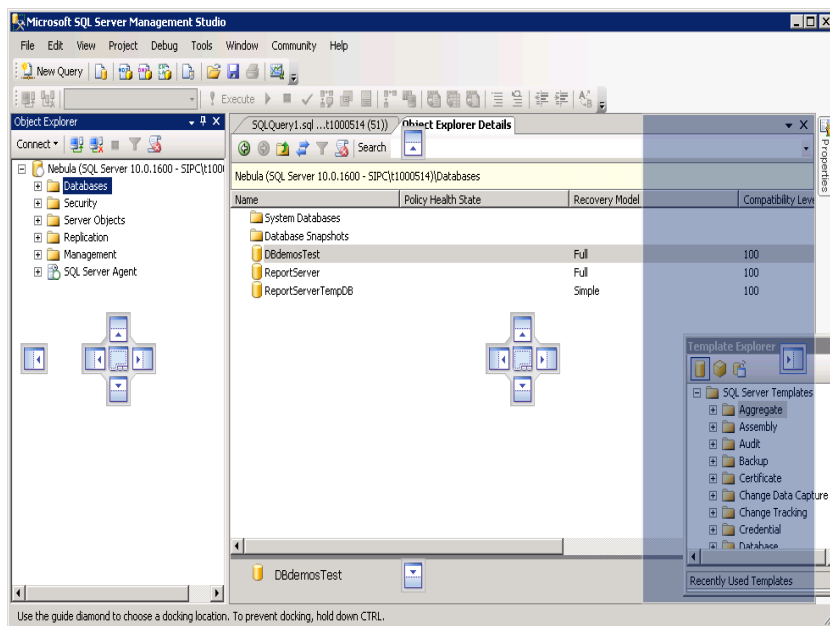 Microsoft SQL Server Management Studio
File Edit View Project Debug Tools Window Community Help
New Query
Execute
Object Explorer
Connect
Nebula (SQL Server 10.0.1600 - SIPC\t100
Databases
Security
Server Objects
Replication
Management
SQL Server Agent
SQLQuery1.sql ...t1000514 (51))
Object Explorer Details
Search
Nebula (SQL Server 10.0.1600 - SIPC\t1000514)\Databases
Name Policy Health State Recovery Model Compatibility Leve
System Databases
Database Snapshots
DBdemosTest Full 100
ReportServer Full 100
ReportServerTempDB Simple 100
DBdemosTest
Properties
Template Explorer
SQL Server Templates
Aggregate
Assembly
Audit
Backup
Certificate
Change Data Capture
Change Tracking
Credential
Database
Recently Used Templates
Use the guide diamond to choose a docking location. To prevent docking, hold down CTRL.